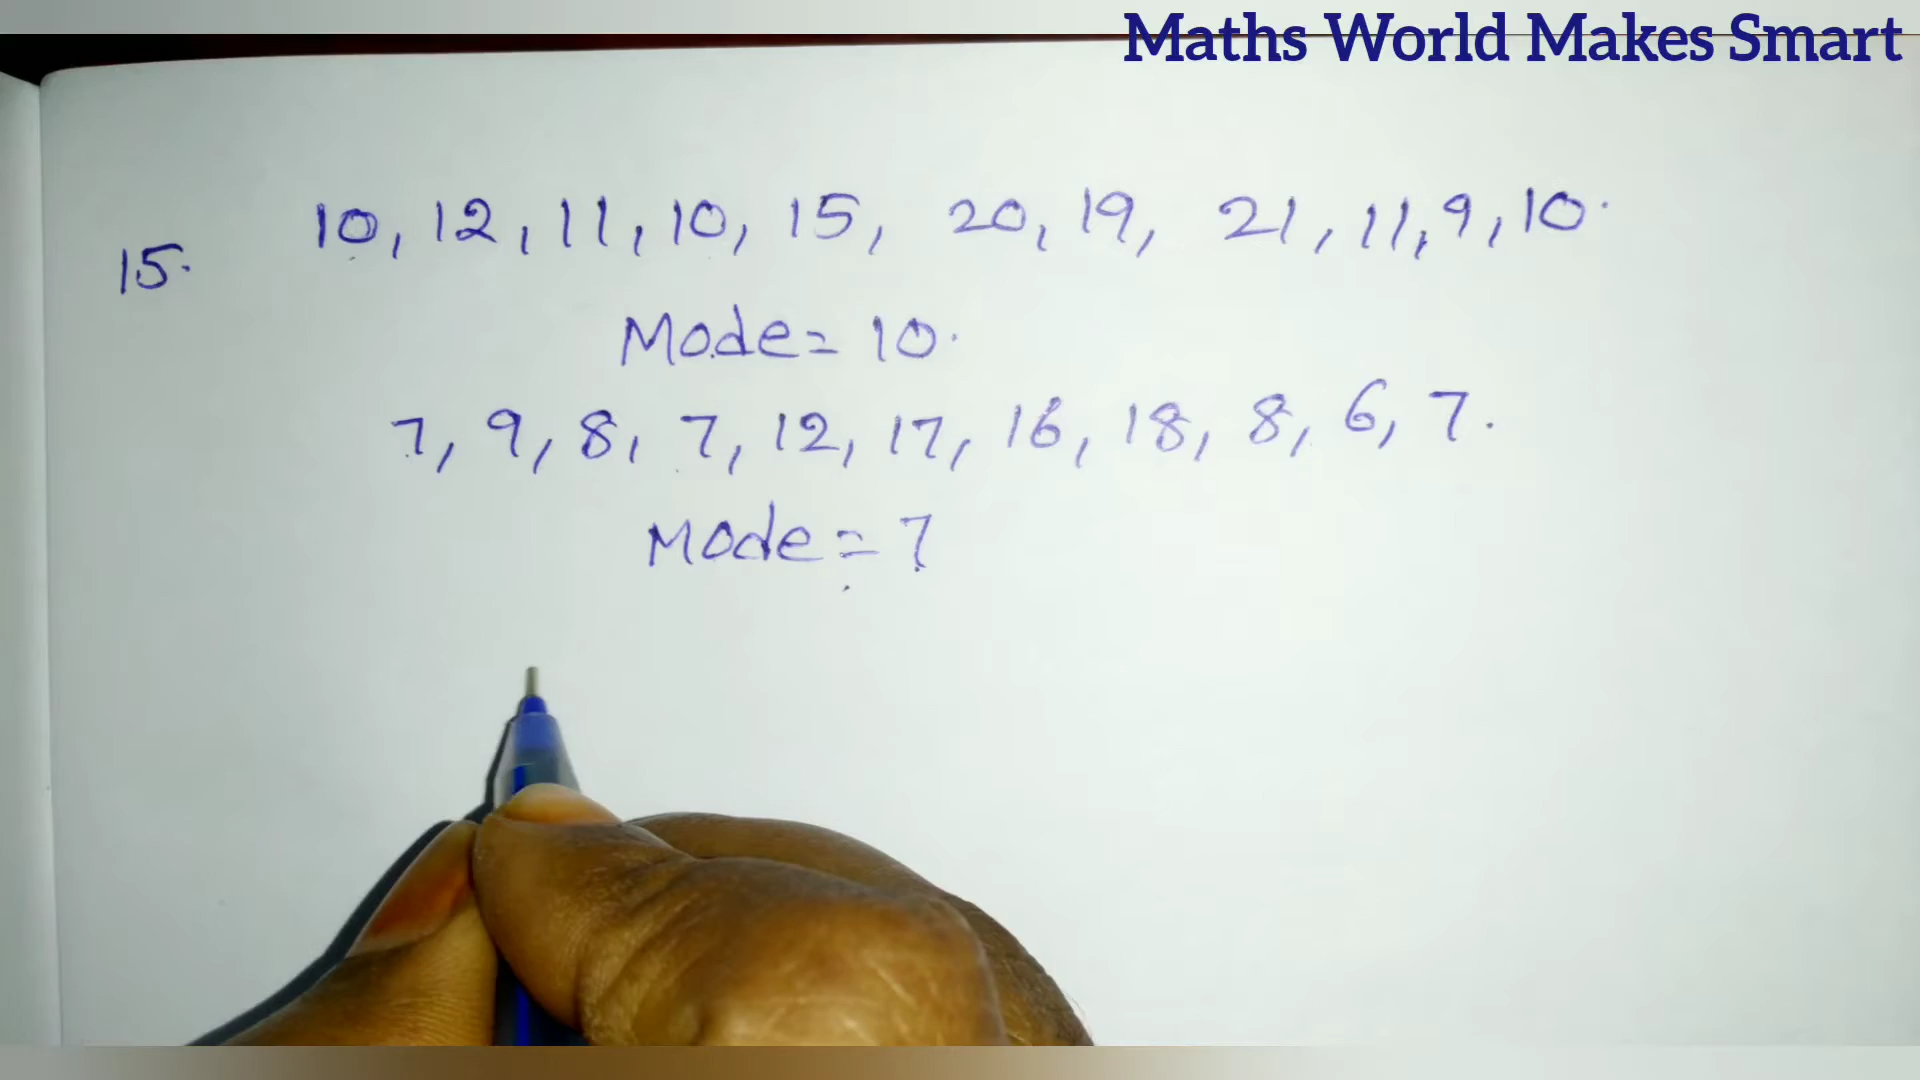 Maths World Makes Smart
10, 12, 11, 10, 15, 20, 19, 21, 11, 9, 10.
15.
Mode = 10.
7, 9, 8, 7, 12, 17, 16, 18, 8, 6, 7.
Mode = ?